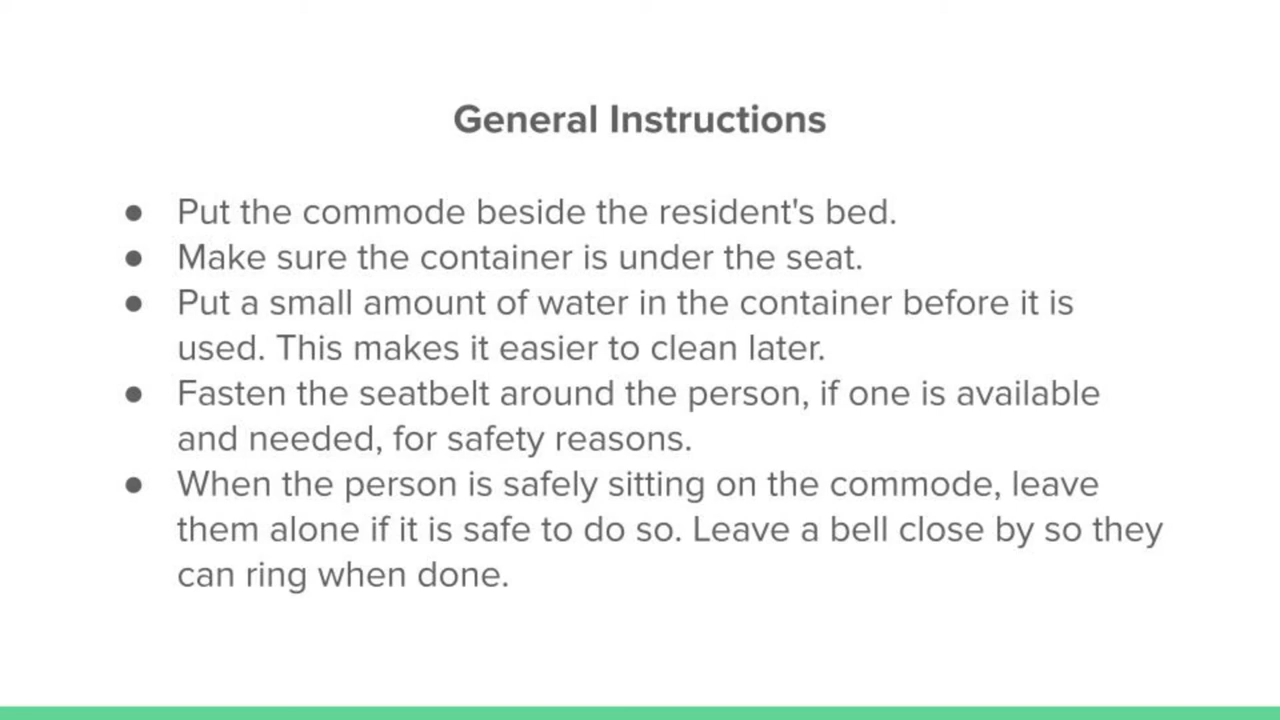 General Instructions
● Put the commode beside the resident's bed.
● Make sure the container is under the seat.
● Put a small amount of water in the container before it is
used. This makes it easier to clean later.
● Fasten the seatbelt around the person, if one is available
and needed, for safety reasons.
● When the person is safely sitting on the commode, leave
them alone if it is safe to do so. Leave a bell close by so they
can ring when done.